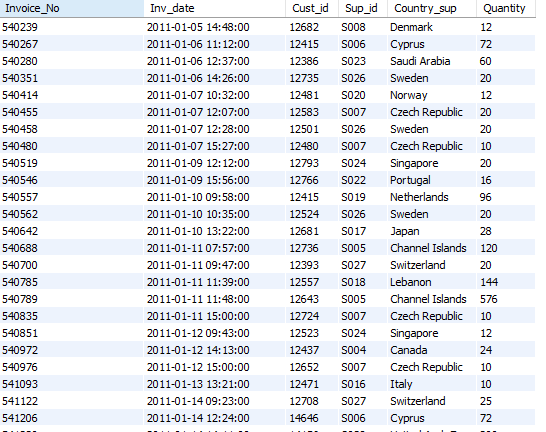 Invoice_No Inv_date Cust_id Sup_id Country_sup Quantity
540239 2011-01-05 14:48:00 12682 S008 Denmark 12
540267 2011-01-06 11:12:00 12415 S006 Cyprus 72
540280 2011-01-06 12:37:00 12386 S023 Saudi Arabia 60
540351 2011-01-06 14:26:00 12735 S026 Sweden 20
540414 2011-01-07 10:32:00 12481 S020 Norway 12
540455 2011-01-07 12:07:00 12583 S007 Czech Republic 20
540458 2011-01-07 12:28:00 12501 S026 Sweden 20
540480 2011-01-07 15:27:00 12480 S007 Czech Republic 10
540519 2011-01-09 12:12:00 12793 S024 Singapore 20
540546 2011-01-09 15:56:00 12766 S022 Portugal 16
540557 2011-01-10 09:58:00 12415 S019 Netherlands 96
540562 2011-01-10 10:35:00 12524 S026 Sweden 20
540642 2011-01-10 13:22:00 12681 S017 Japan 28
540688 2011-01-11 07:57:00 12736 S005 Channel Islands 120
540700 2011-01-11 09:47:00 12393 S027 Switzerland 20
540785 2011-01-11 11:39:00 12557 S018 Lebanon 144
540789 2011-01-11 11:48:00 12643 S005 Channel Islands 576
540835 2011-01-11 15:00:00 12724 S007 Czech Republic 10
540851 2011-01-12 09:43:00 12523 S024 Singapore 12
540972 2011-01-12 14:13:00 12437 S004 Canada 24
540976 2011-01-12 15:00:00 12652 S007 Czech Republic 10
541093 2011-01-13 13:21:00 12471 S016 Italy 10
541122 2011-01-14 09:23:00 12708 S027 Switzerland 25
541206 2011-01-14 12:24:00 14646 S006 Cyprus 72